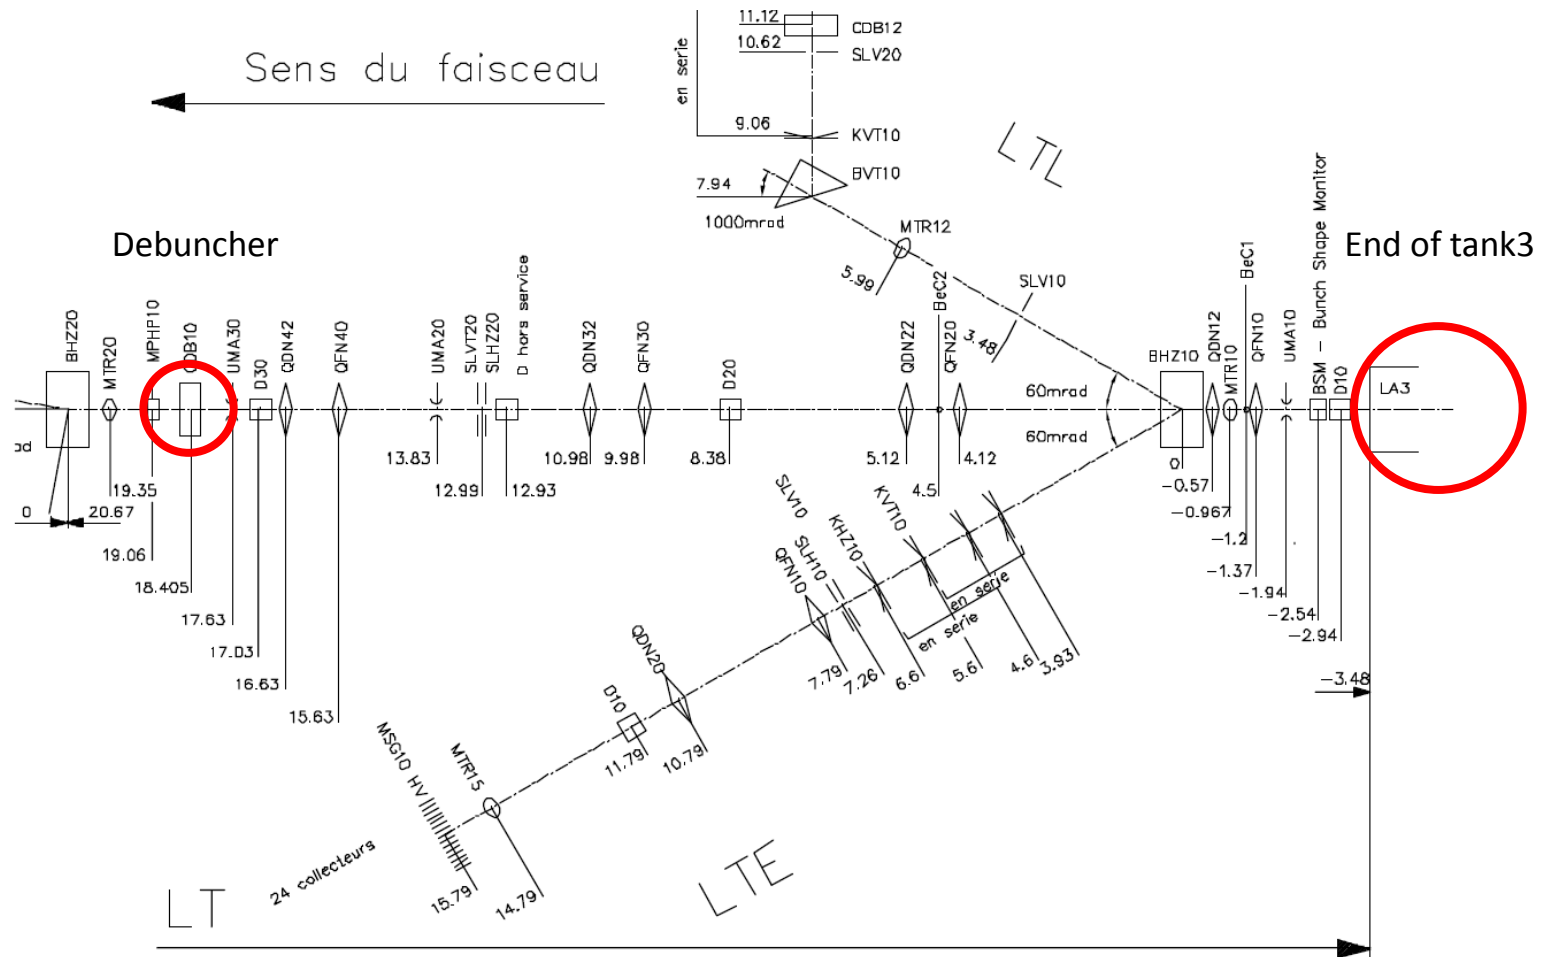 11.12
CDB12
10.62
SLV20
Sens du faisceau
en serie
9.06
KVT10
LTL
BVT10
7.94
1000mrad
MTR12
5.99
Debuncher
End of tank3
BHZ20
MTR20
MPHP10
CDB10
UMA30
D30
QDN42
QFN40
UMA20
SLVT20
SLHZ20
D hors service
QDN32
QFN30
D20
QDN22
BeC2
QFN20
SLV10
3.48
BHZ10
QDN12
MTR10
BeC1
QFN10
UMA10
BSM - Bunch Shape Monitor
D10
LA3
60mrad
60mrad
0
20.67
19.35
19.06
18.405
17.63
17.03
16.63
15.63
13.83
12.99
12.93
10.98
9.98
8.38
5.12
4.5
4.12
0
-0.57
-0.967
-1.2
-1.37
-1.94
-2.54
-2.94
-3.48
SLV10
QFN10
SLH10
KHZ10
KVT10
en serie
en serie
7.79
7.26
6.6
5.6
4.6
3.93
QDN20
10.79
D10
11.79
MTR15
14.79
MSG10 HV
15.79
24 collecteurs
LT
LTE